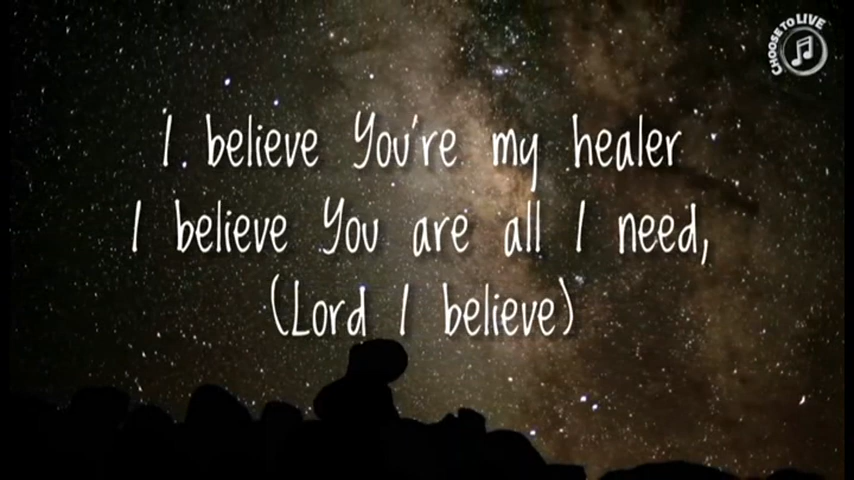 CHOOSE TO LIVE
I believe You're my healer
I believe You are all I need,
(Lord I believe)